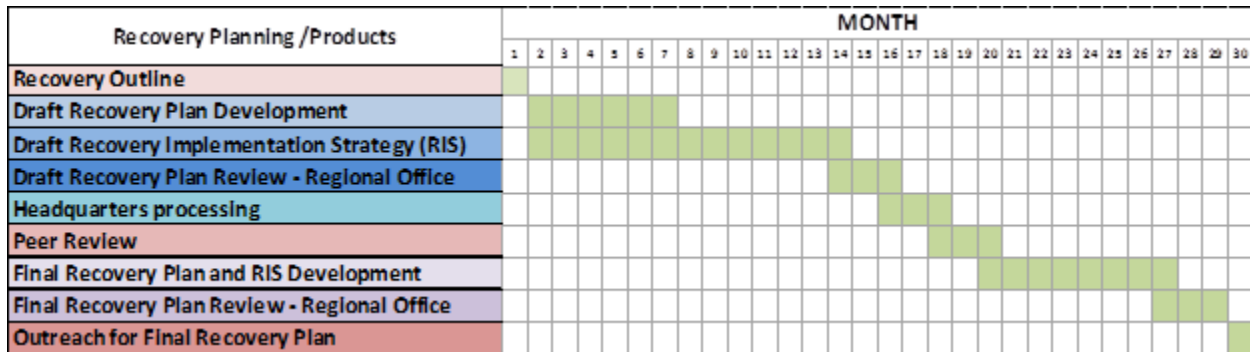 Recovery Planning /Products
MONTH
1 2 3 4 5 6 7 8 9 10 11 12 13 14 15 16 17 18 19 20 21 22 23 24 25 26 27 28 29 30
Recovery Outline
Draft Recovery Plan Development
Draft Recovery Implementation Strategy (RIS)
Draft Recovery Plan Review - Regional Office
Headquarters processing
Peer Review
Final Recovery Plan and RIS Development
Final Recovery Plan Review - Regional Office
Outreach for Final Recovery Plan